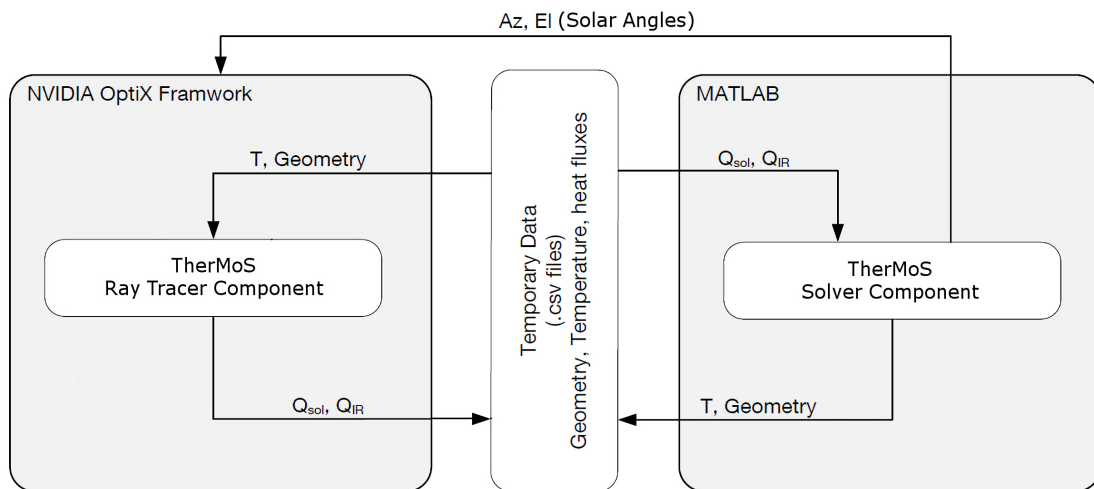 Az, El (Solar Angles)
NVIDIA OptiX Framwork
MATLAB
T, Geometry
Qsol, QIR
TherMoS
Ray Tracer Component
Temporary Data
(.csv files)
Geometry, Temperature, heat fluxes
TherMoS
Solver Component
Qsol, QIR
T, Geometry